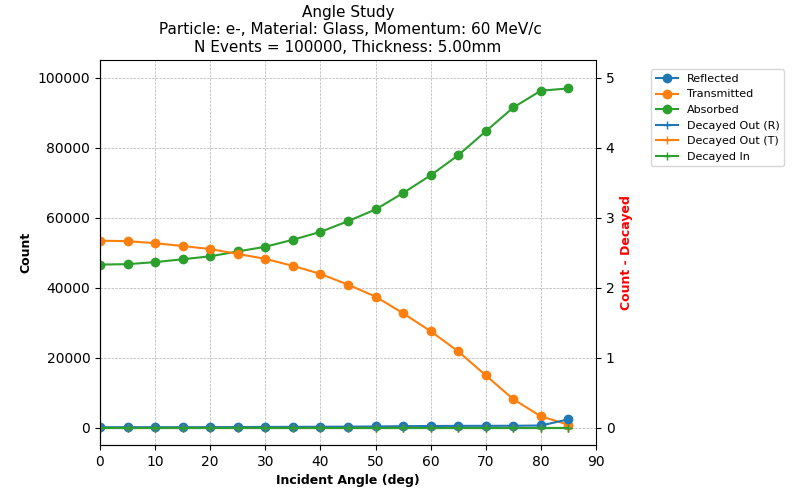 Angle Study
Particle: e-, Material: Glass, Momentum: 60 MeV/c
N Events = 100000, Thickness: 5.00mm
100000
80000
60000
40000
20000
0
Count
5
4
3
2
1
0
Count - Decayed
0 10 20 30 40 50 60 70 80 90
Incident Angle (deg)
Reflected
Transmitted
Absorbed
Decayed Out (R)
Decayed Out (T)
Decayed In